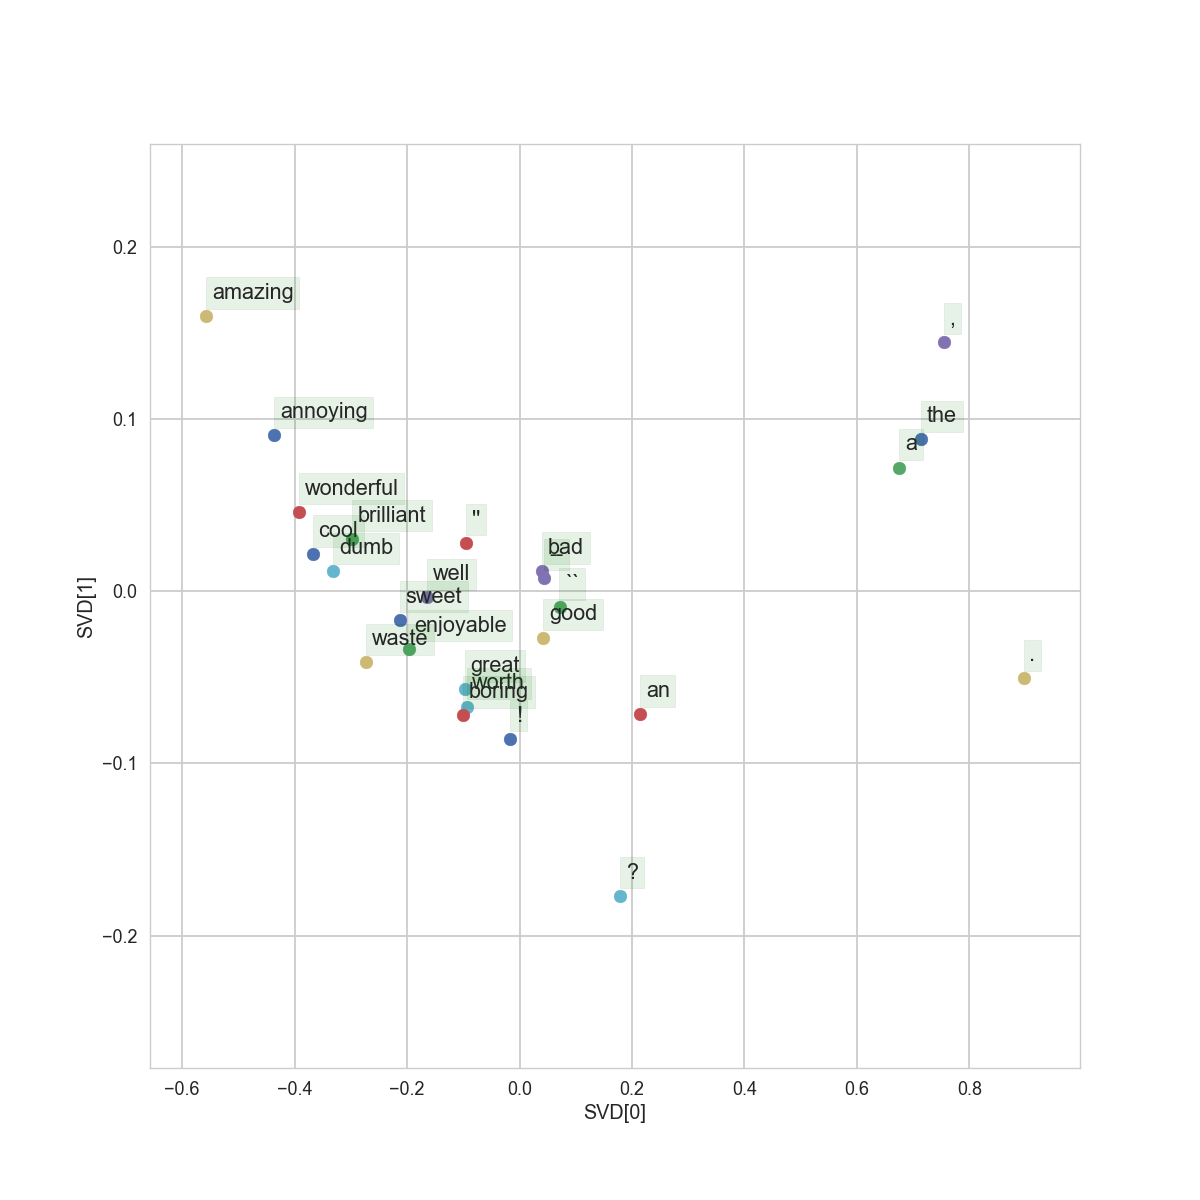 0.2
0.1
0.0
−0.1
−0.2
SVD[1]
amazing
,
annoying
the
a
wonderful
brilliant
"
cool
dumb
bad
–
well
``
sweet
good
enjoyable
waste
.
great
worth
boring
an
!
?
−0.6 −0.4 −0.2 0.0 0.2 0.4 0.6 0.8
SVD[0]